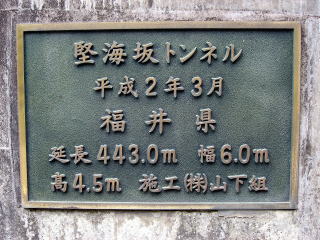 堅海坂トンネル
平成2年3月
福井県
延長443.0m 幅6.0m
高4.5m 施工(株)山下組